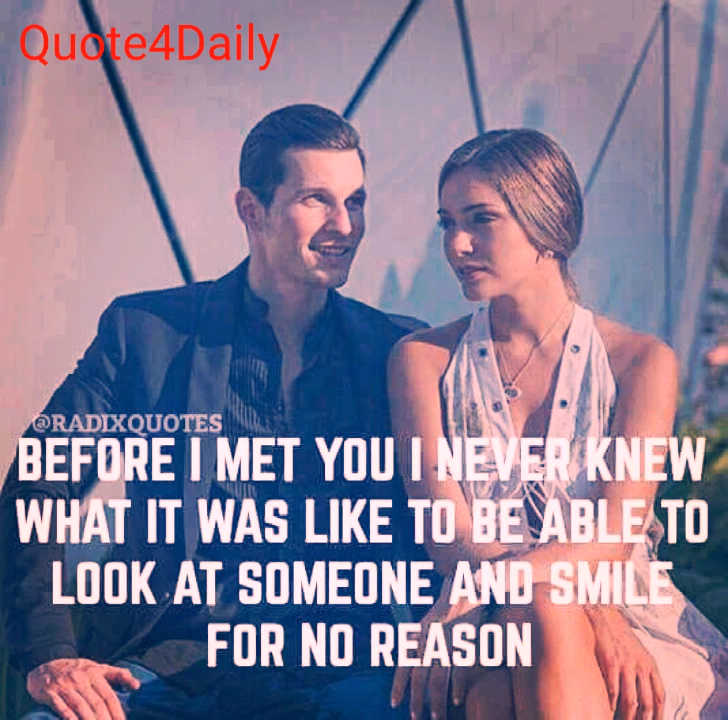 Quote4Daily
@RADIXQUOTES
BEFORE I MET YOU I NEVER KNEW
WHAT IT WAS LIKE TO BE ABLE TO
LOOK AT SOMEONE AND SMILE
FOR NO REASON